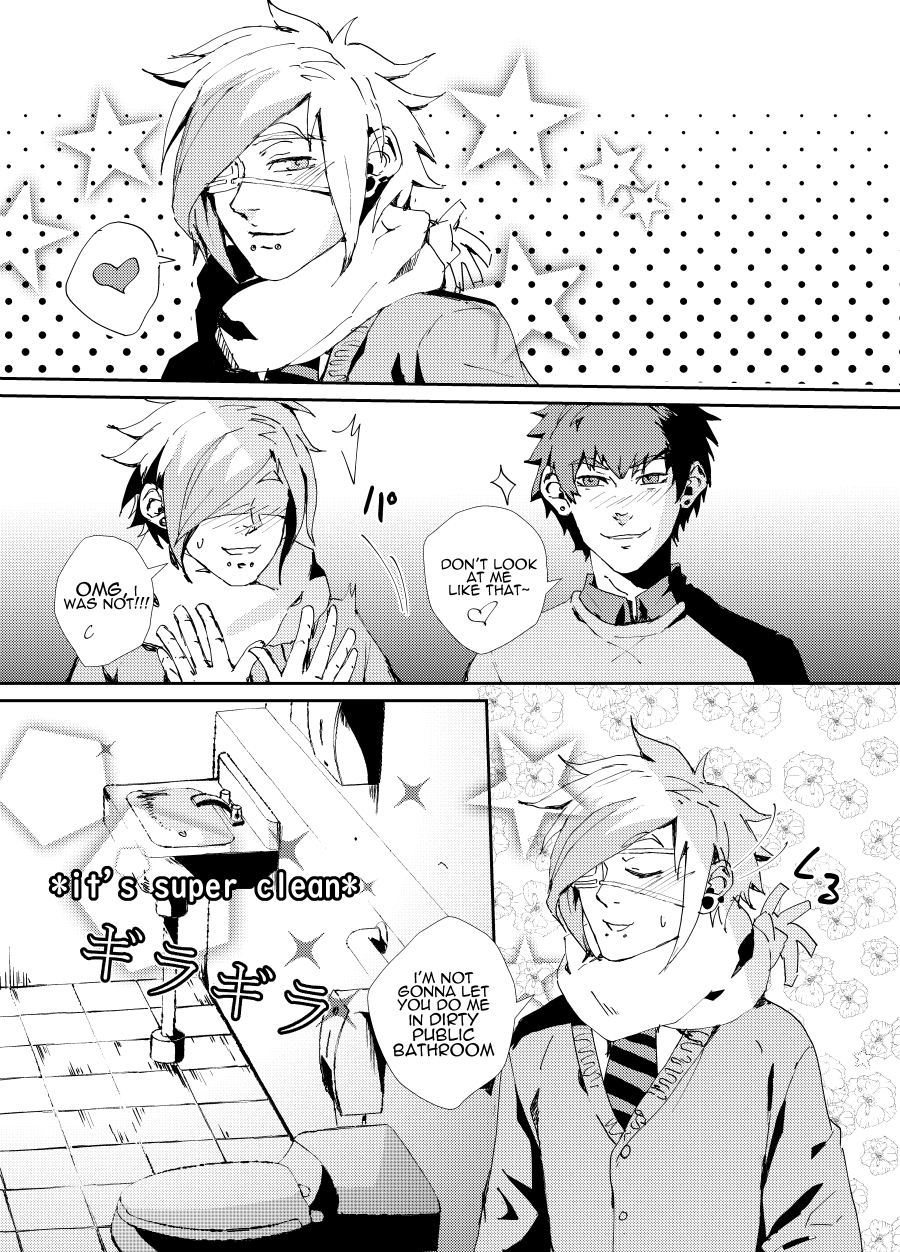 DON'T LOOK
AT ME
LIKE THAT~
OMG, I
WAS NOT!!!
*it's super clean*
ギラギラ
I'M NOT
GONNA LET
YOU DO ME
IN DIRTY
PUBLIC
BATHROOM